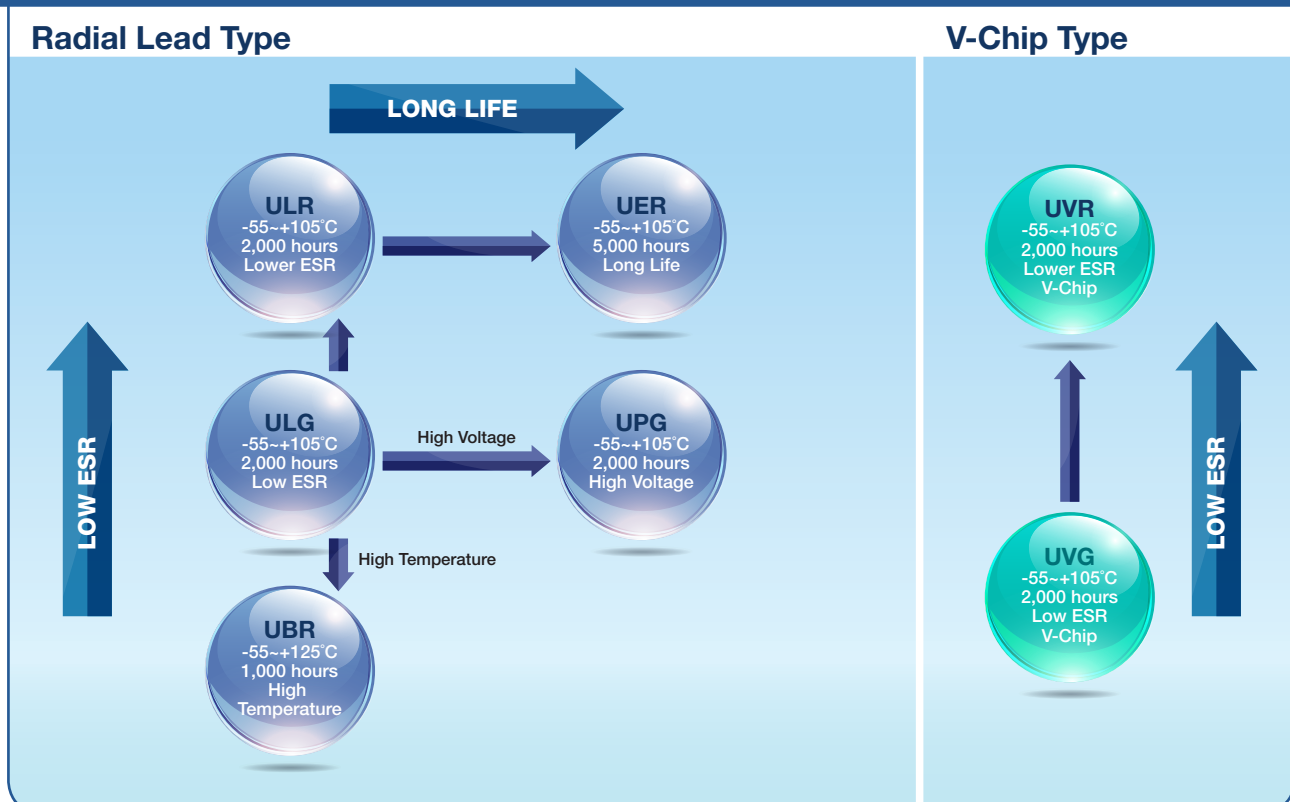 Radial Lead Type
LONG LIFE
ULR
-55~+105°C
2,000 hours
Lower ESR
UER
-55~+105°C
5,000 hours
Long Life
LOW ESR
ULG
-55~+105°C
2,000 hours
Low ESR
High Voltage
UPG
-55~+105°C
2,000 hours
High Voltage
High Temperature
UBR
-55~+125°C
1,000 hours
High
Temperature
V-Chip Type
UVR
-55~+105°C
2,000 hours
Lower ESR
V-Chip
LOW ESR
UVG
-55~+105°C
2,000 hours
Low ESR
V-Chip